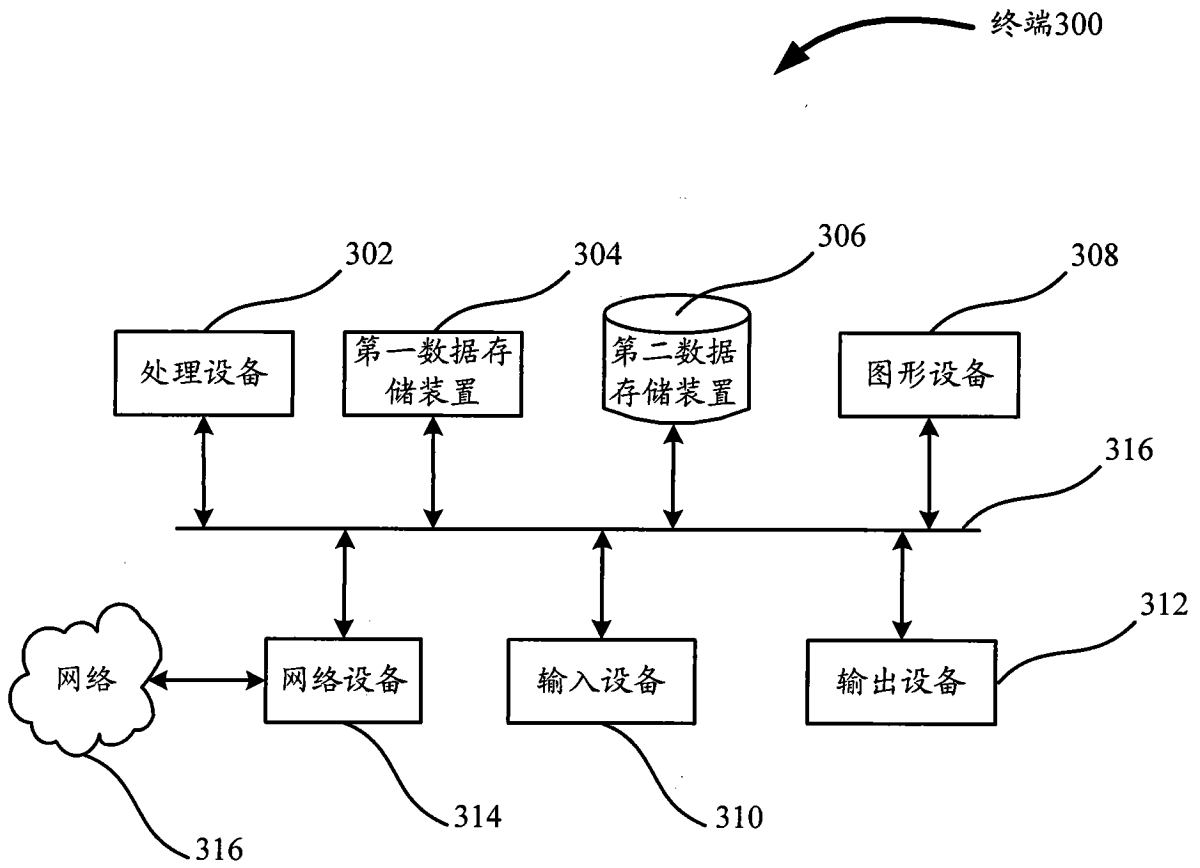 终端300
302
304
306
308
处理设备
第一数据存
储装置
第二数据
存储装置
图形设备
316
312
网络
网络设备
输入设备
输出设备
314
310
316